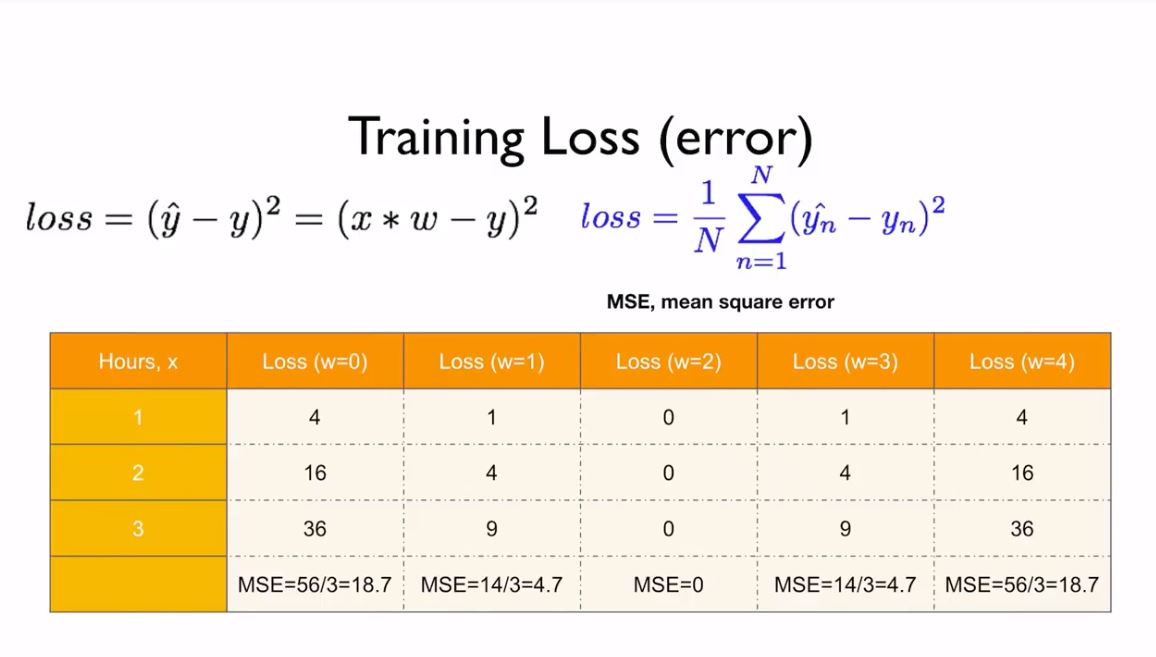 Training Loss (error)
loss = (ŷ − y)² = (x ∗ w − y)²
loss = \frac{1}{N} \sum_{n=1}^{N} (ŷ_n − y_n)²
MSE, mean square error
Hours, x Loss (w=0) Loss (w=1) Loss (w=2) Loss (w=3) Loss (w=4)
1 4 1 0 1 4
2 16 4 0 4 16
3 36 9 0 9 36
MSE=56/3=18.7 MSE=14/3=4.7 MSE=0 MSE=14/3=4.7 MSE=56/3=18.7